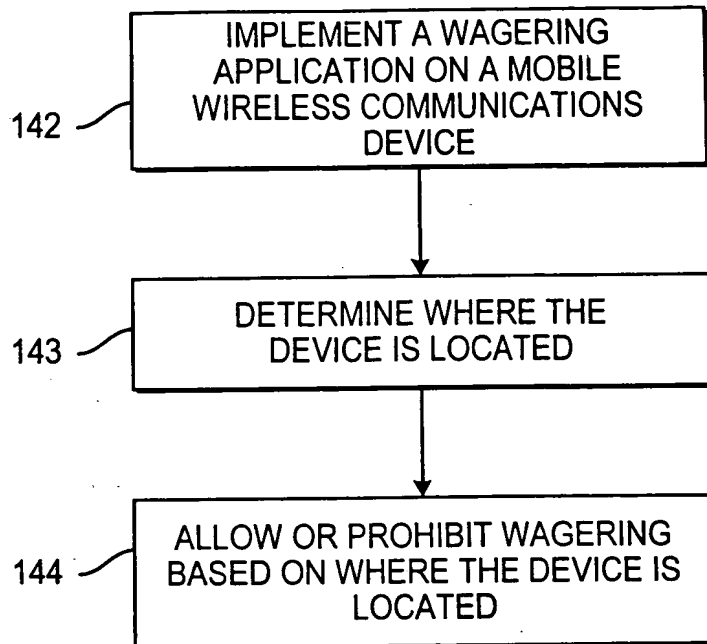 IMPLEMENT A WAGERING
APPLICATION ON A MOBILE
WIRELESS COMMUNICATIONS
DEVICE
142
DETERMINE WHERE THE
DEVICE IS LOCATED
143
ALLOW OR PROHIBIT WAGERING
BASED ON WHERE THE DEVICE IS
LOCATED
144